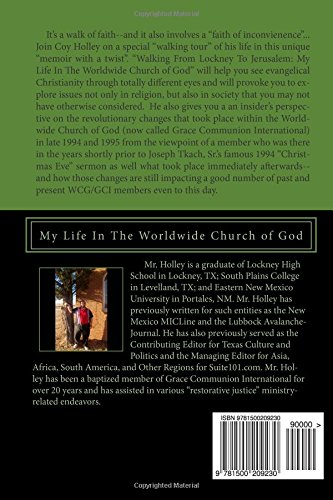 Copyrighted Material
It's a walk of faith--and it also involves a "faith of inconvienence"...
Join Coy Holley on a special "walking tour" of his life in this unique
"memoir with a twist". "Walking From Lockney To Jerusalem: My
Life In The Worldwide Church of God" will help you see evangelical
Christianity through totally different eyes and will provoke you to ex-
plore issues not only in religion, but also in society that you may not
have otherwise considered. He also gives you a an insider's perspec-
tive on the revolutionary changes that took place within the World-
wide Church of God (now called Grace Communion International)
in late 1994 and 1995 from the viewpoint of a member who was there
in the years shortly prior to Joseph Tkach, Sr.'s famous 1994 "Christ-
mas Eve" sermon as well what took place immediately afterwards--
and how those changes are still impacting a good number of past and
present WCG/GCI members even to this day.
My Life In The Worldwide Church of God
Mr. Holley is a graduate of Lockney High
School in Lockney, TX; South Plains College
in Levelland, TX; and Eastern New Mexico
University in Portales, NM. Mr. Holley has
previously written for such entities as the New
Mexico MICLine and the Lubbock Avalanche-
Journal. He has also previously served as the
Contributing Editor for Texas Culture and
Politics and the Managing Editor for Asia,
Africa, South America, and Other Regions for Suite101.com. Mr. Hol-
ley has been a baptized member of Grace Communion International for
over 20 years and has assisted in various "restorative justice" ministry-
related endeavors.
ISBN 9781500209230
90000 >
9 781500 209230
Copyrighted Material